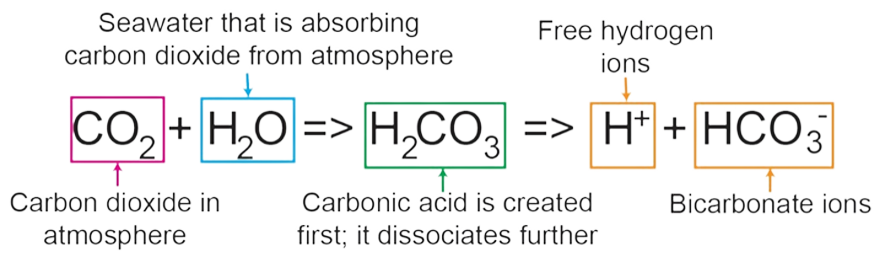 Seawater that is absorbing
carbon dioxide from atmosphere
Free hydrogen
ions
CO₂ + H₂O => H₂CO₃ => H⁺ + HCO₃⁻
Carbon dioxide in
atmosphere
Carbonic acid is created
first; it dissociates further
Bicarbonate ions